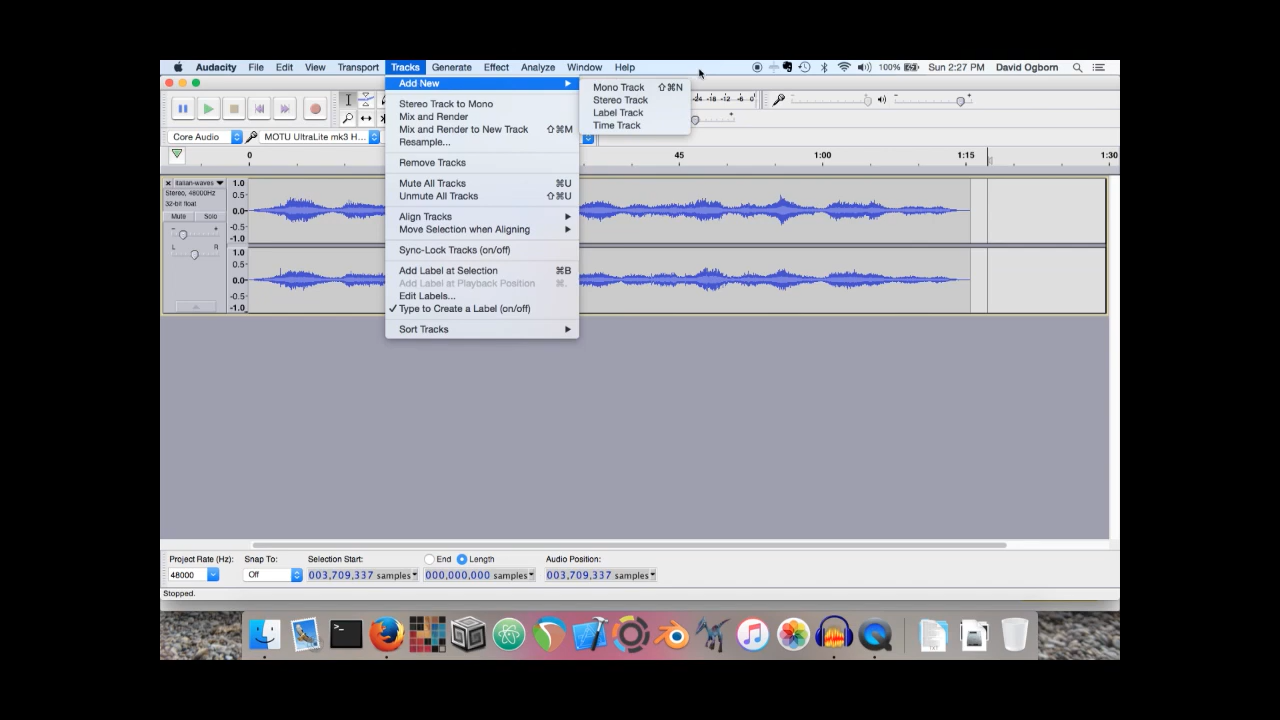 Audacity File Edit View Transport Tracks Generate Effect Analyze Window Help 100% Sun 2:27 PM David Ogborn
Add New
Mono Track ⇧⌘N
Stereo Track
Label Track
Time Track
Stereo Track to Mono
Mix and Render
Mix and Render to New Track ⇧⌘M
Resample...
Remove Tracks
Mute All Tracks ⌘U
Unmute All Tracks ⇧⌘U
Align Tracks
Move Selection when Aligning
Sync-Lock Tracks (on/off)
Add Label at Selection ⌘B
Add Label at Playback Position ⌘.
Edit Labels...
✓ Type to Create a Label (on/off)
Sort Tracks
-18 -12 -6 0
Core Audio MOTU UltraLite mk3 H...
0 45 1:00 1:15 1:30
italian-waves
Stereo, 48000Hz
32-bit float
Mute Solo
- +
L R
1.0
0.5
0.0
-0.5
-1.0
1.0
0.5
0.0
-0.5
-1.0
Project Rate (Hz): Snap To: Selection Start: End Length Audio Position:
48000 Off 003,709,337 samples 000,000,000 samples 003,709,337 samples
Stopped.